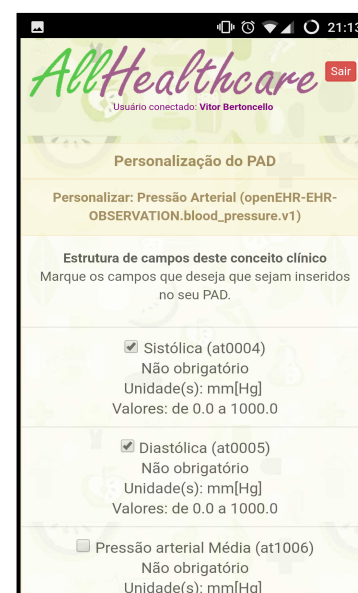 21:13
AllHealthcare
Sair
Usuário conectado: Vitor Bertoncello
Personalização do PAD
Personalizar: Pressão Arterial (openEHR-EHR-
OBSERVATION.blood_pressure.v1)
Estrutura de campos deste conceito clínico
Marque os campos que deseja que sejam inseridos
no seu PAD.
Sistólica (at0004)
Não obrigatório
Unidade(s): mm[Hg]
Valores: de 0.0 a 1000.0
Diastólica (at0005)
Não obrigatório
Unidade(s): mm[Hg]
Valores: de 0.0 a 1000.0
Pressão arterial Média (at1006)
Não obrigatório
Unidade(s): mm[Hg]